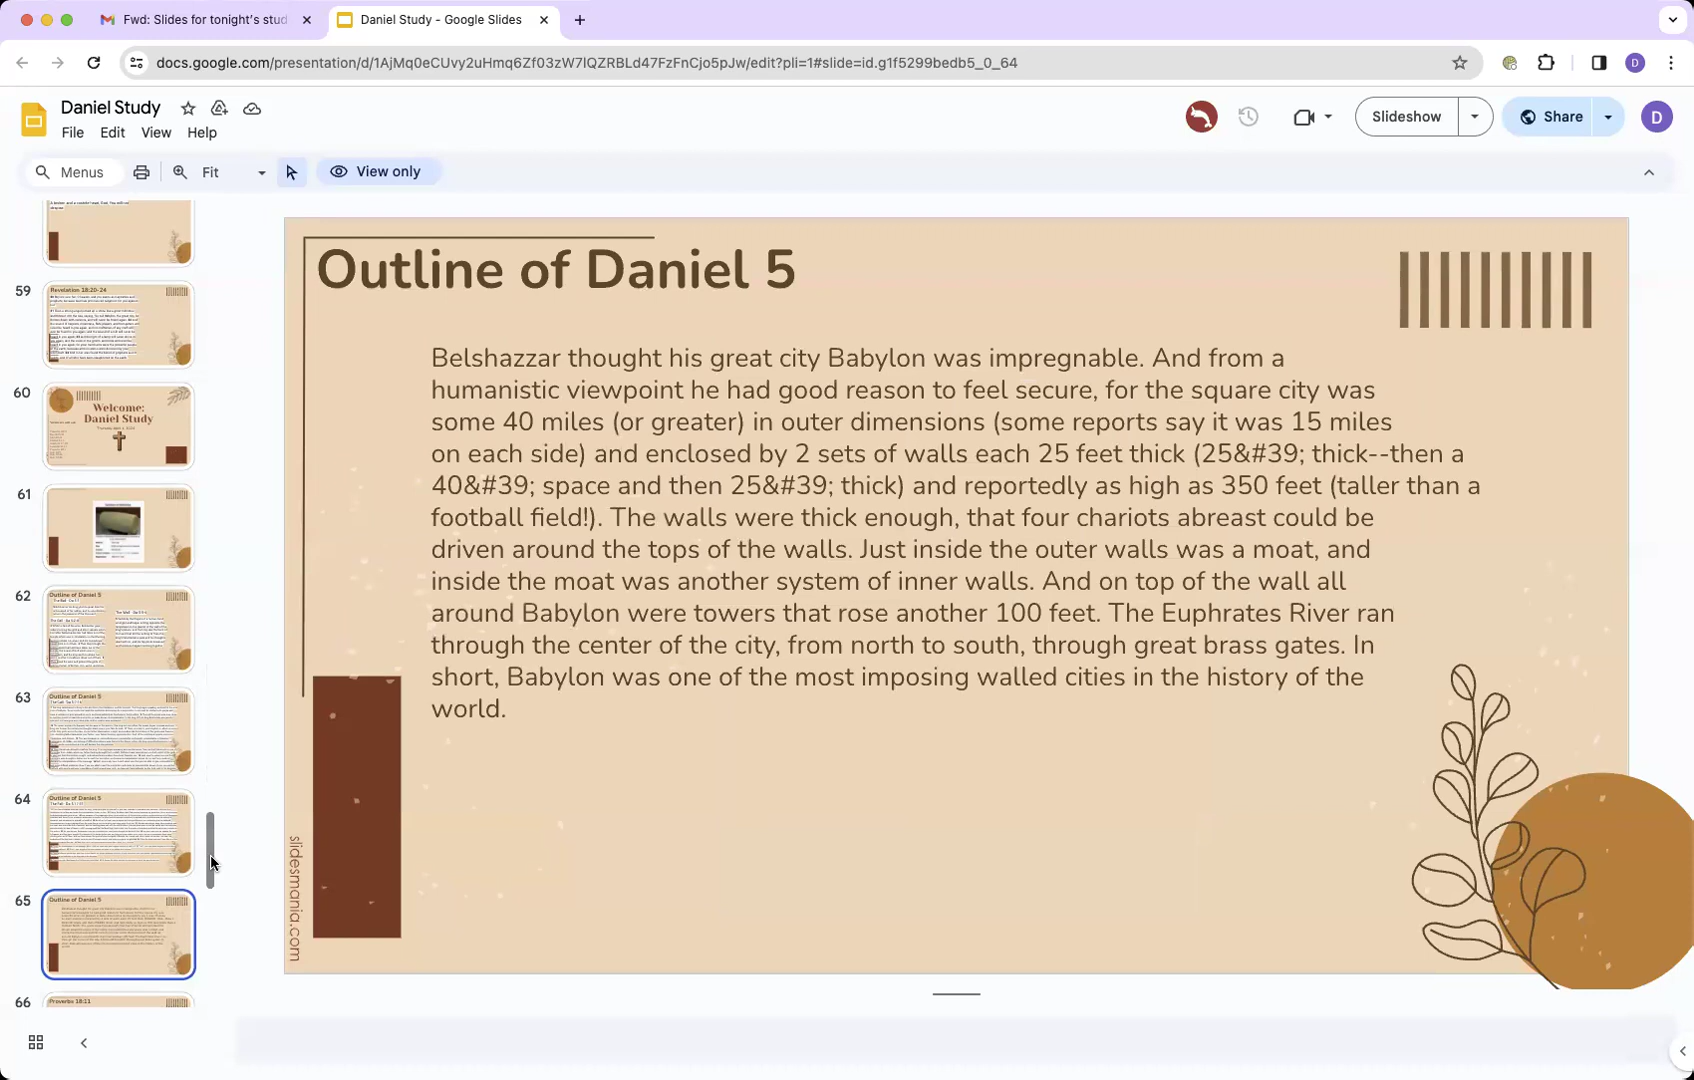 Fwd: Slides for tonight's stud
Daniel Study - Google Slides
docs.google.com/presentation/d/1AjMq0eCUvy2uHmq6Zf03zW7lQZRBLd47FzFnCjo5pJw/edit?pli=1#slide=id.g1f5299bedb5_0_64
D
Daniel Study
File Edit View Help
Slideshow
Share
D
Menus
Fit
View only
59
Revelation 18:20-24
60
Welcome:
Daniel Study
61
62
Outline of Daniel 5
63
Outline of Daniel 5
64
Outline of Daniel 5
65
Outline of Daniel 5
66
Proverbs 18:11
Outline of Daniel 5
Belshazzar thought his great city Babylon was impregnable. And from a
humanistic viewpoint he had good reason to feel secure, for the square city was
some 40 miles (or greater) in outer dimensions (some reports say it was 15 miles
on each side) and enclosed by 2 sets of walls each 25 feet thick (25&#39; thick--then a
40&#39; space and then 25&#39; thick) and reportedly as high as 350 feet (taller than a
football field!). The walls were thick enough, that four chariots abreast could be
driven around the tops of the walls. Just inside the outer walls was a moat, and
inside the moat was another system of inner walls. And on top of the wall all
around Babylon were towers that rose another 100 feet. The Euphrates River ran
through the center of the city, from north to south, through great brass gates. In
short, Babylon was one of the most imposing walled cities in the history of the
world.
slidesmania.com